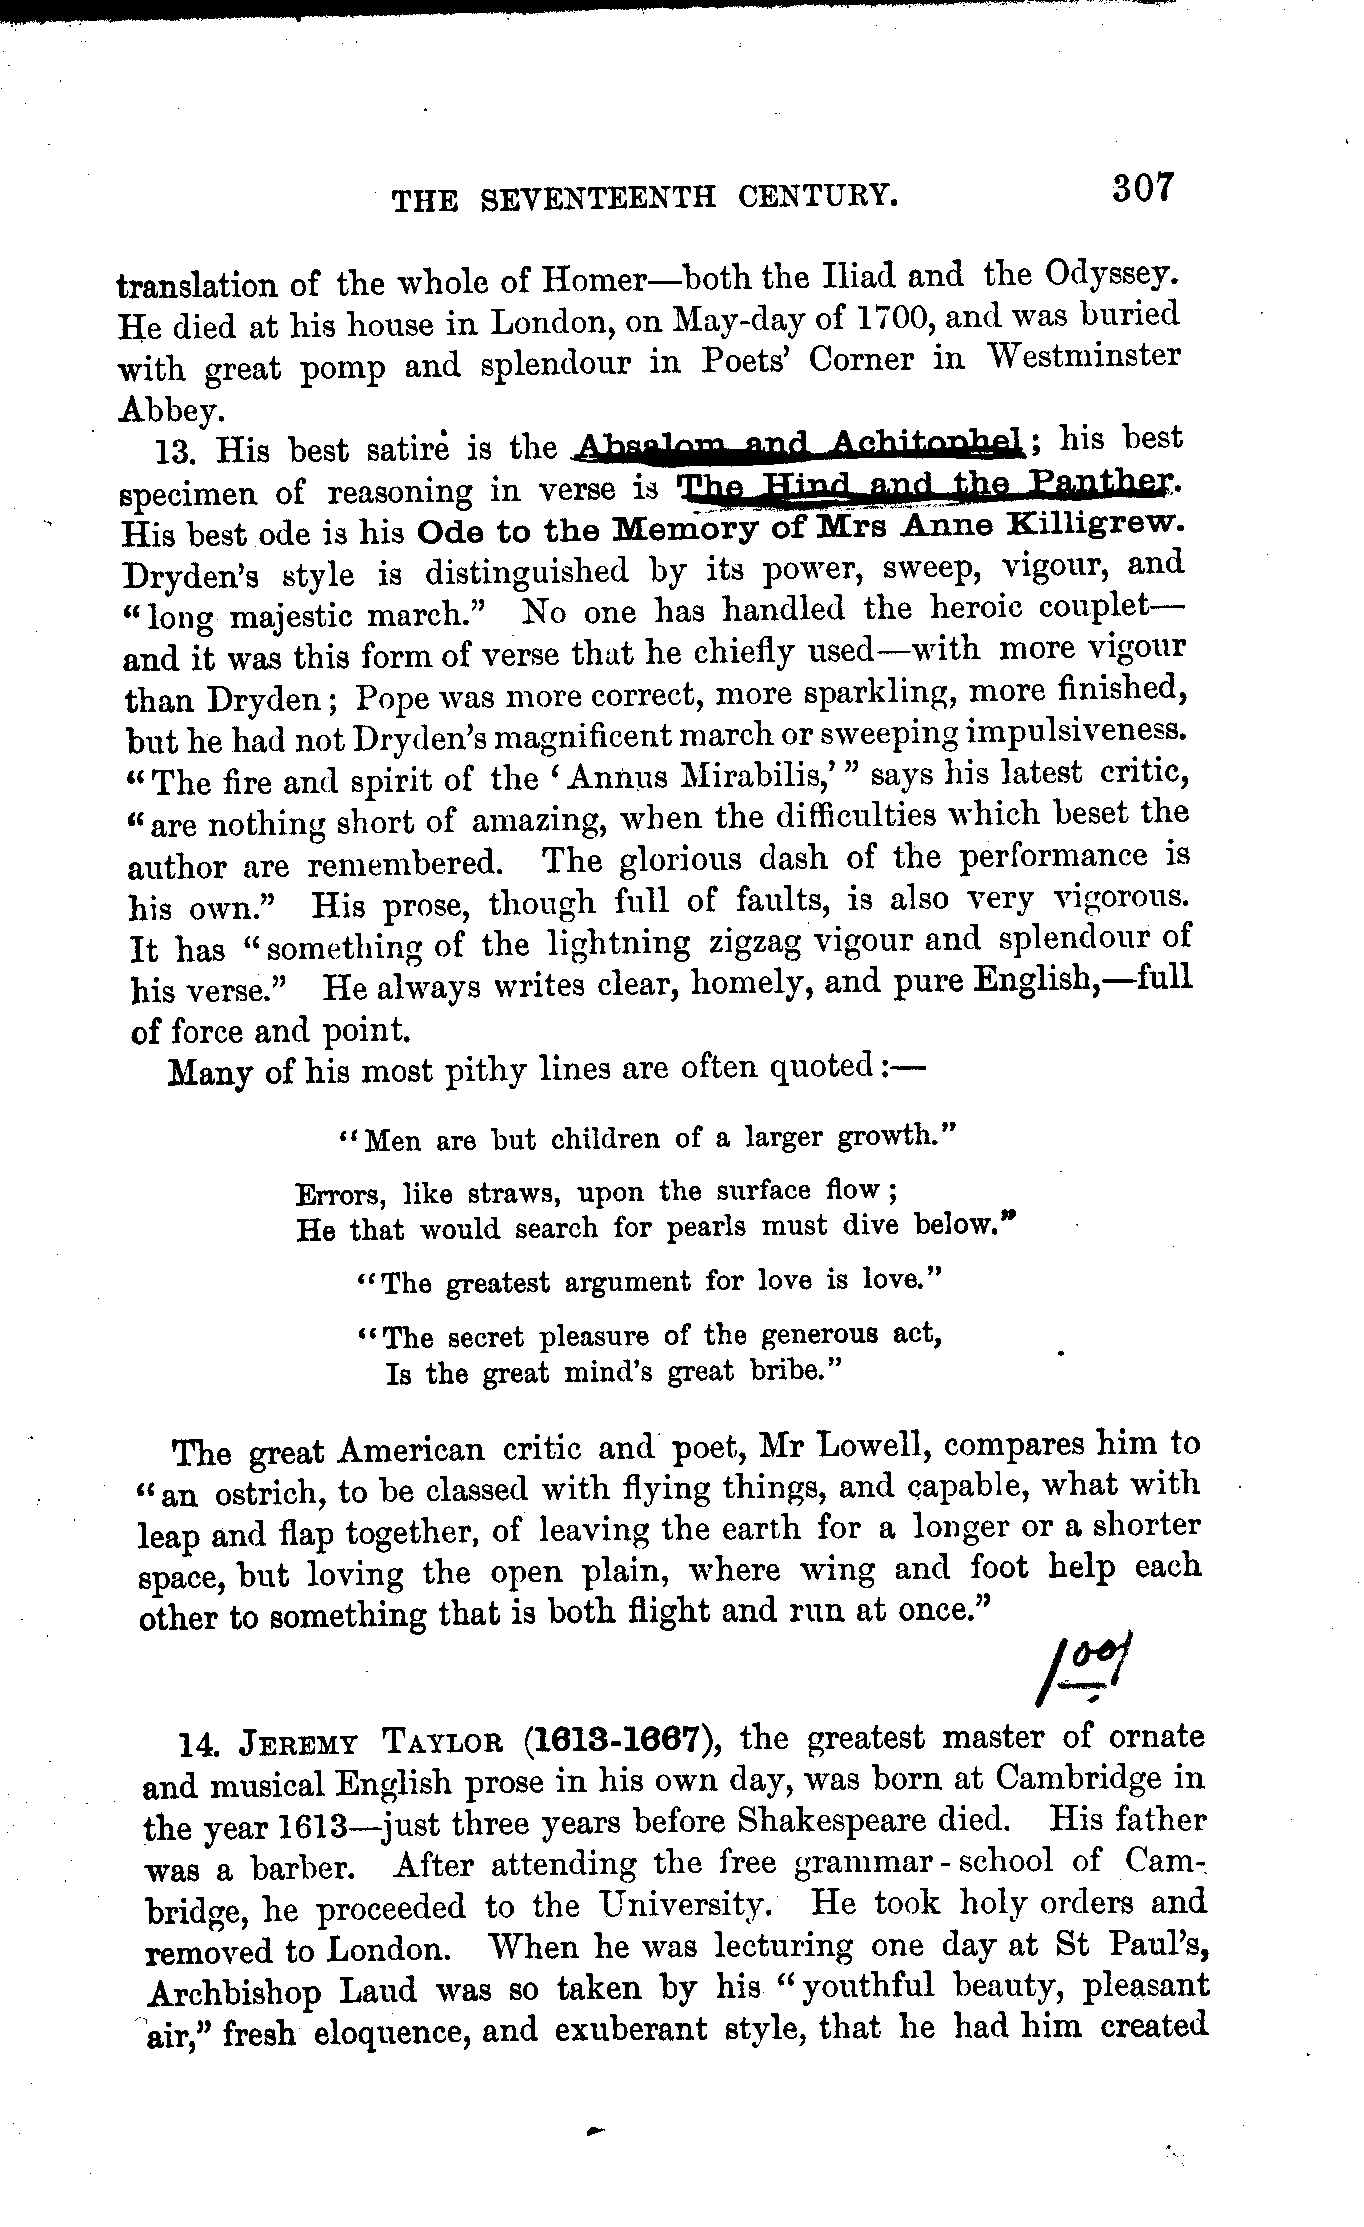 THE SEVENTEENTH CENTURY. 307
translation of the whole of Homer—both the Iliad and the Odyssey.
He died at his house in London, on May-day of 1700, and was buried
with great pomp and splendour in Poets' Corner in Westminster
Abbey.
13. His best satire is the Absalom and Achitophel; his best
specimen of reasoning in verse is The Hind and the Panther.
His best ode is his Ode to the Memory of Mrs Anne Killigrew.
Dryden's style is distinguished by its power, sweep, vigour, and
“long majestic march.” No one has handled the heroic couplet—
and it was this form of verse that he chiefly used—with more vigour
than Dryden; Pope was more correct, more sparkling, more finished,
but he had not Dryden's magnificent march or sweeping impulsiveness.
“The fire and spirit of the ‘Annus Mirabilis,’” says his latest critic,
“are nothing short of amazing, when the difficulties which beset the
author are remembered. The glorious dash of the performance is
his own.” His prose, though full of faults, is also very vigorous.
It has “something of the lightning zigzag vigour and splendour of
his verse.” He always writes clear, homely, and pure English,—full
of force and point.
Many of his most pithy lines are often quoted:—
“Men are but children of a larger growth.”
Errors, like straws, upon the surface flow;
He that would search for pearls must dive below.”
“The greatest argument for love is love.”
“The secret pleasure of the generous act,
Is the great mind's great bribe.”
The great American critic and poet, Mr Lowell, compares him to
“an ostrich, to be classed with flying things, and capable, what with
leap and flap together, of leaving the earth for a longer or a shorter
space, but loving the open plain, where wing and foot help each
other to something that is both flight and run at once.”
14. JEREMY TAYLOR (1613-1667), the greatest master of ornate
and musical English prose in his own day, was born at Cambridge in
the year 1613—just three years before Shakespeare died. His father
was a barber. After attending the free grammar-school of Cam-
bridge, he proceeded to the University. He took holy orders and
removed to London. When he was lecturing one day at St Paul's,
Archbishop Laud was so taken by his “youthful beauty, pleasant
air,” fresh eloquence, and exuberant style, that he had him created